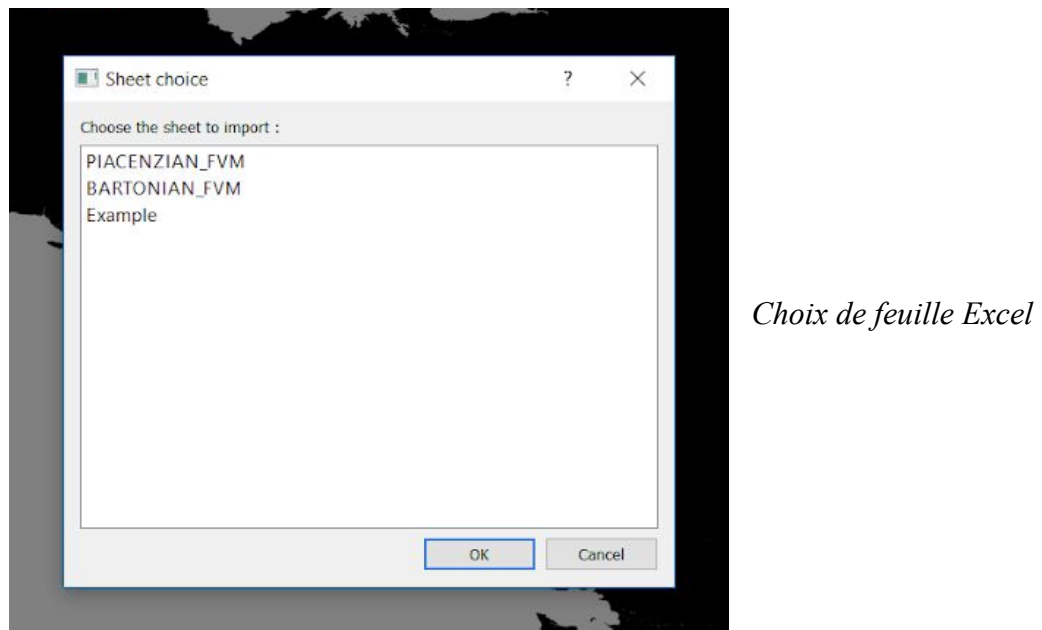 Sheet choice
?
Choose the sheet to import :
PIACENZIAN_FVM
BARTONIAN_FVM
Example
Choix de feuille Excel
OK
Cancel